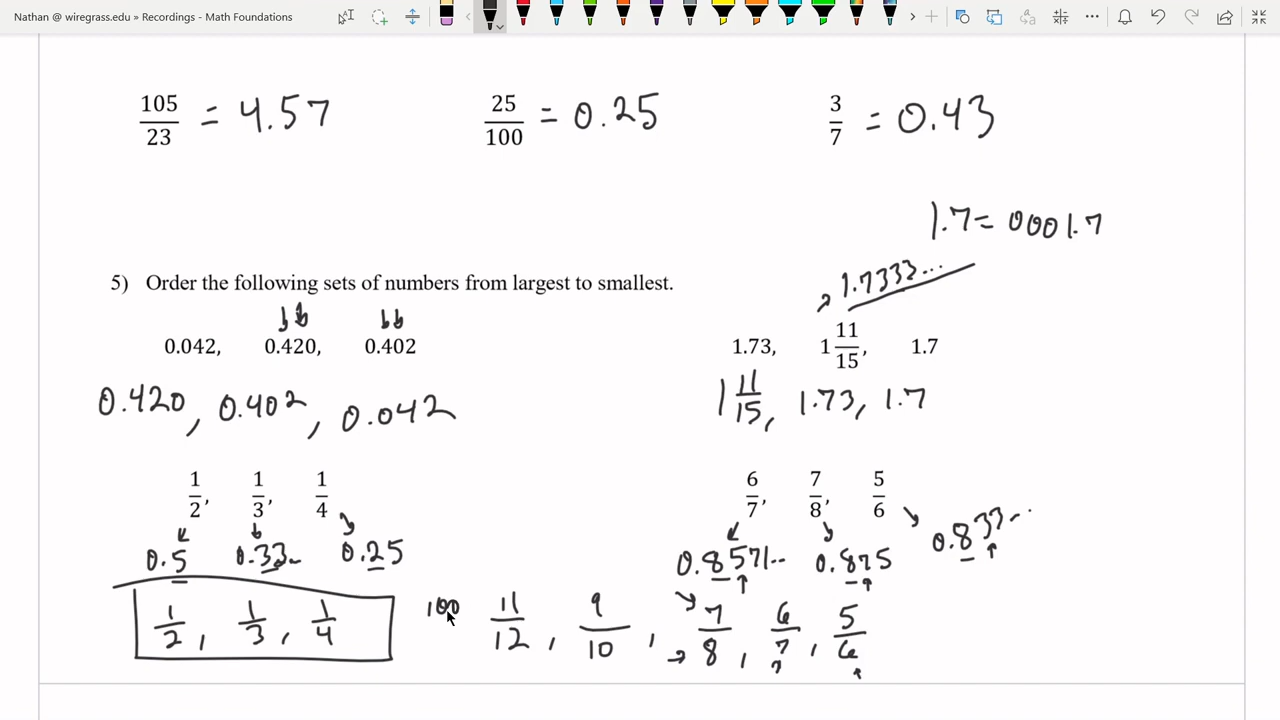 Nathan @ wiregrass.edu » Recordings - Math Foundations
105/23 = 4.57
25/100 = 0.25
3/7 = 0.43
1.7 = 0001.7
5) Order the following sets of numbers from largest to smallest.
1.7333...
0.042, 0.420, 0.402
1.73, 1 11/15, 1.7
0.420, 0.402, 0.042
1 11/15, 1.73, 1.7
1/2, 1/3, 1/4
6/7, 7/8, 5/6
0.5 0.33.. 0.25
0.8571.. 0.875 0.833...
1/2, 1/3, 1/4
100 11/12, 9/10, 7/8, 6/7, 5/6